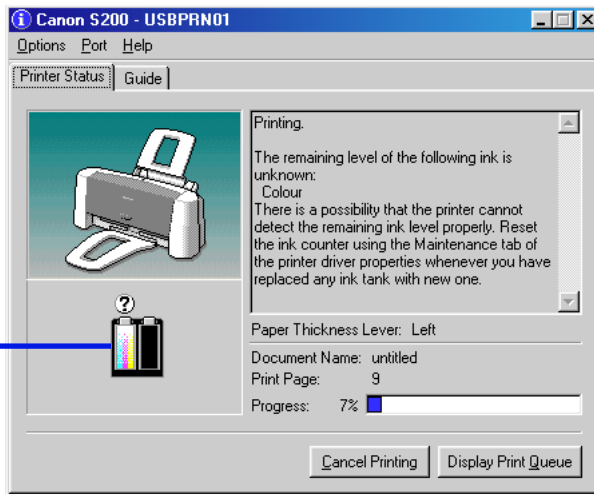 Canon S200 - USBPRN01
Options Port Help
Printer Status Guide
Printing.
The remaining level of the following ink is
unknown:
Colour
There is a possibility that the printer cannot
detect the remaining ink level properly. Reset
the ink counter using the Maintenance tab of
the printer driver properties whenever you have
replaced any ink tank with new one.
?
Paper Thickness Lever: Left
Document Name: untitled
Print Page: 9
Progress: 7%
Cancel Printing Display Print Queue